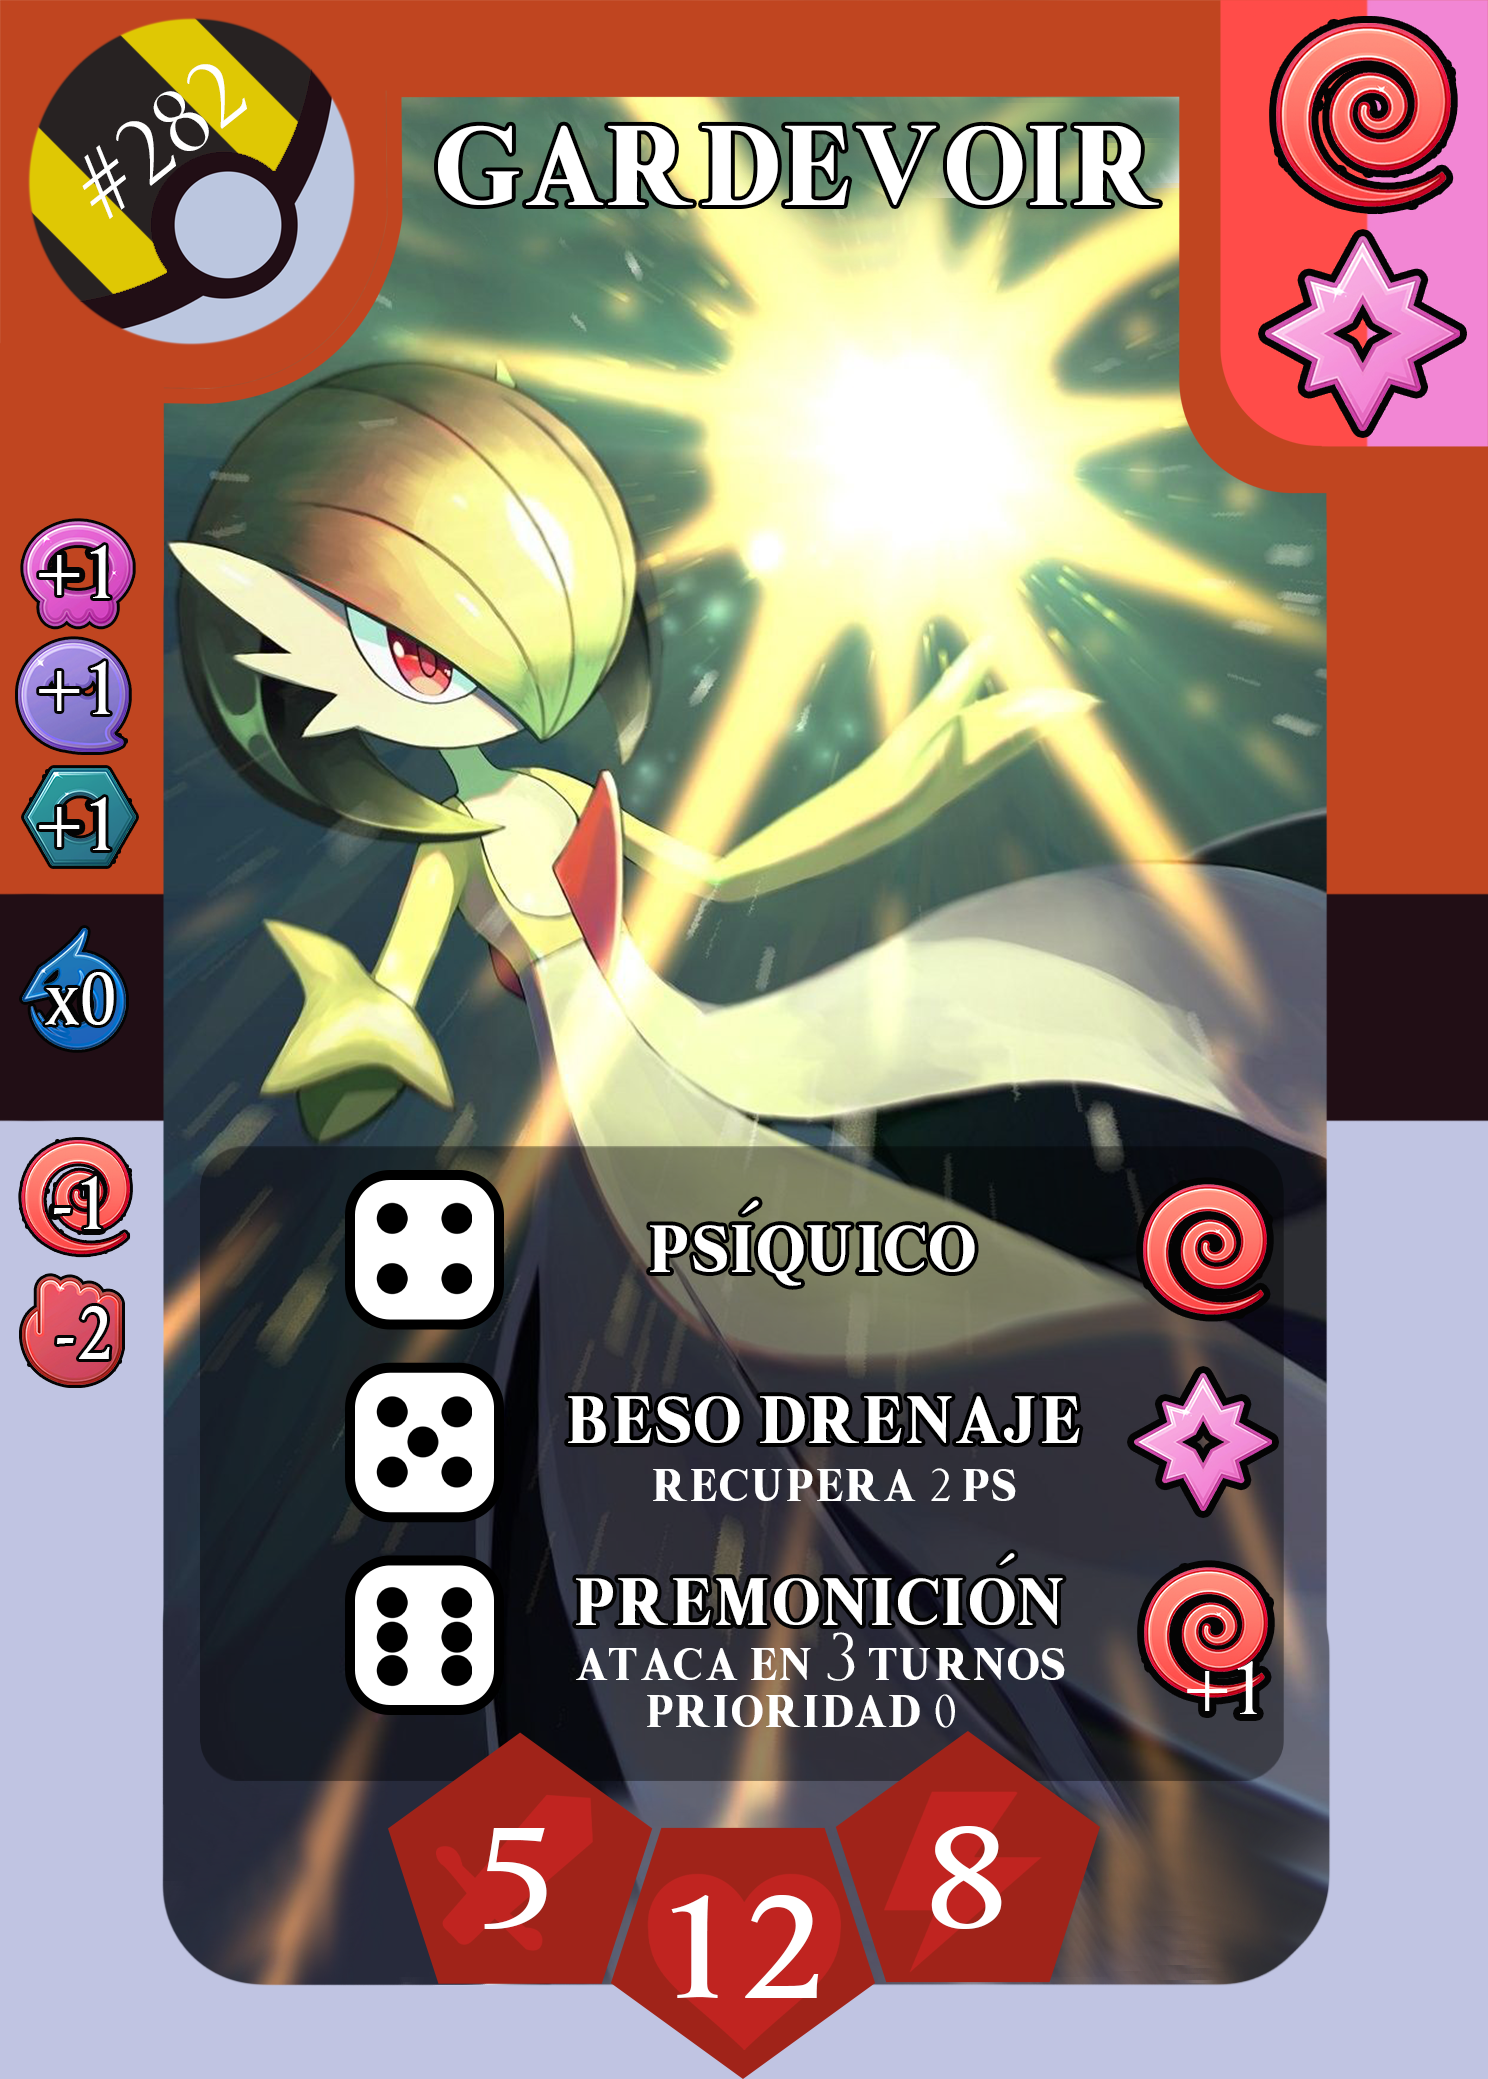 #282
GARDEVOIR
+1
+1
+1
x0
-1
-2
PSÍQUICO
BESO DRENAJE
RECUPERA 2 PS
PREMONICIÓN
ATACA EN 3 TURNOS
PRIORIDAD 0
+1
5
12
8